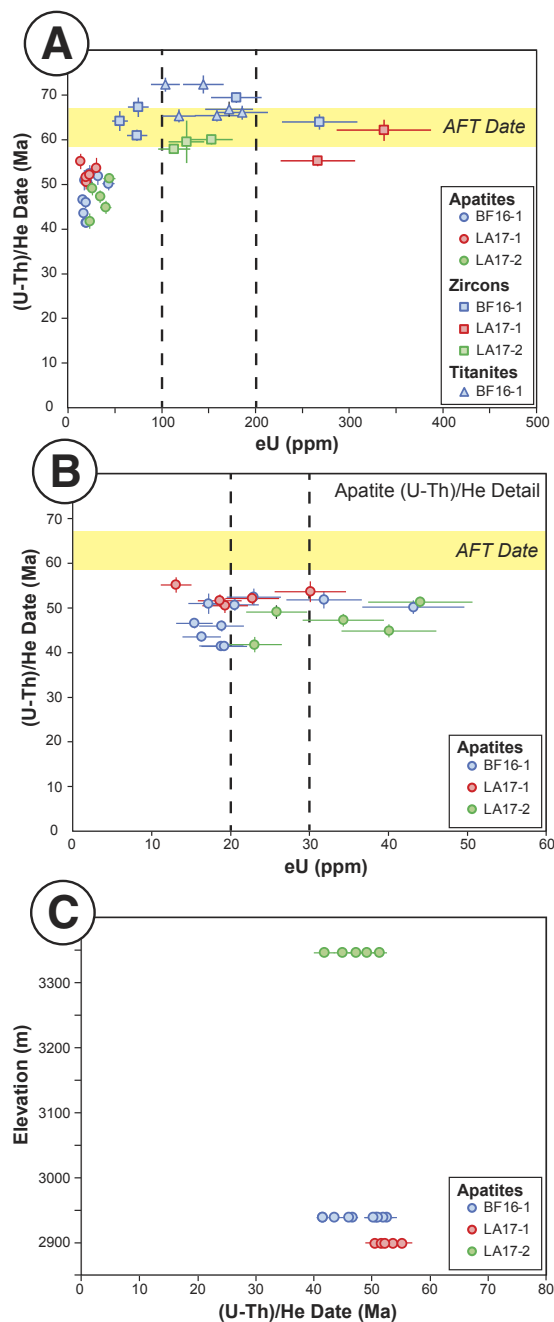 A
(U-Th)/He Date (Ma)
70
60
50
40
30
20
10
0
AFT Date
Apatites
BF16-1
LA17-1
LA17-2
Zircons
BF16-1
LA17-1
LA17-2
Titanites
BF16-1
0 100 200 300 400 500
eU (ppm)
B
Apatite (U-Th)/He Detail
(U-Th)/He Date (Ma)
70
60
50
40
30
20
10
0
AFT Date
Apatites
BF16-1
LA17-1
LA17-2
0 10 20 30 40 50 60
eU (ppm)
C
Elevation (m)
3300
3200
3100
3000
2900
Apatites
BF16-1
LA17-1
LA17-2
0 10 20 30 40 50 60 70 80
(U-Th)/He Date (Ma)